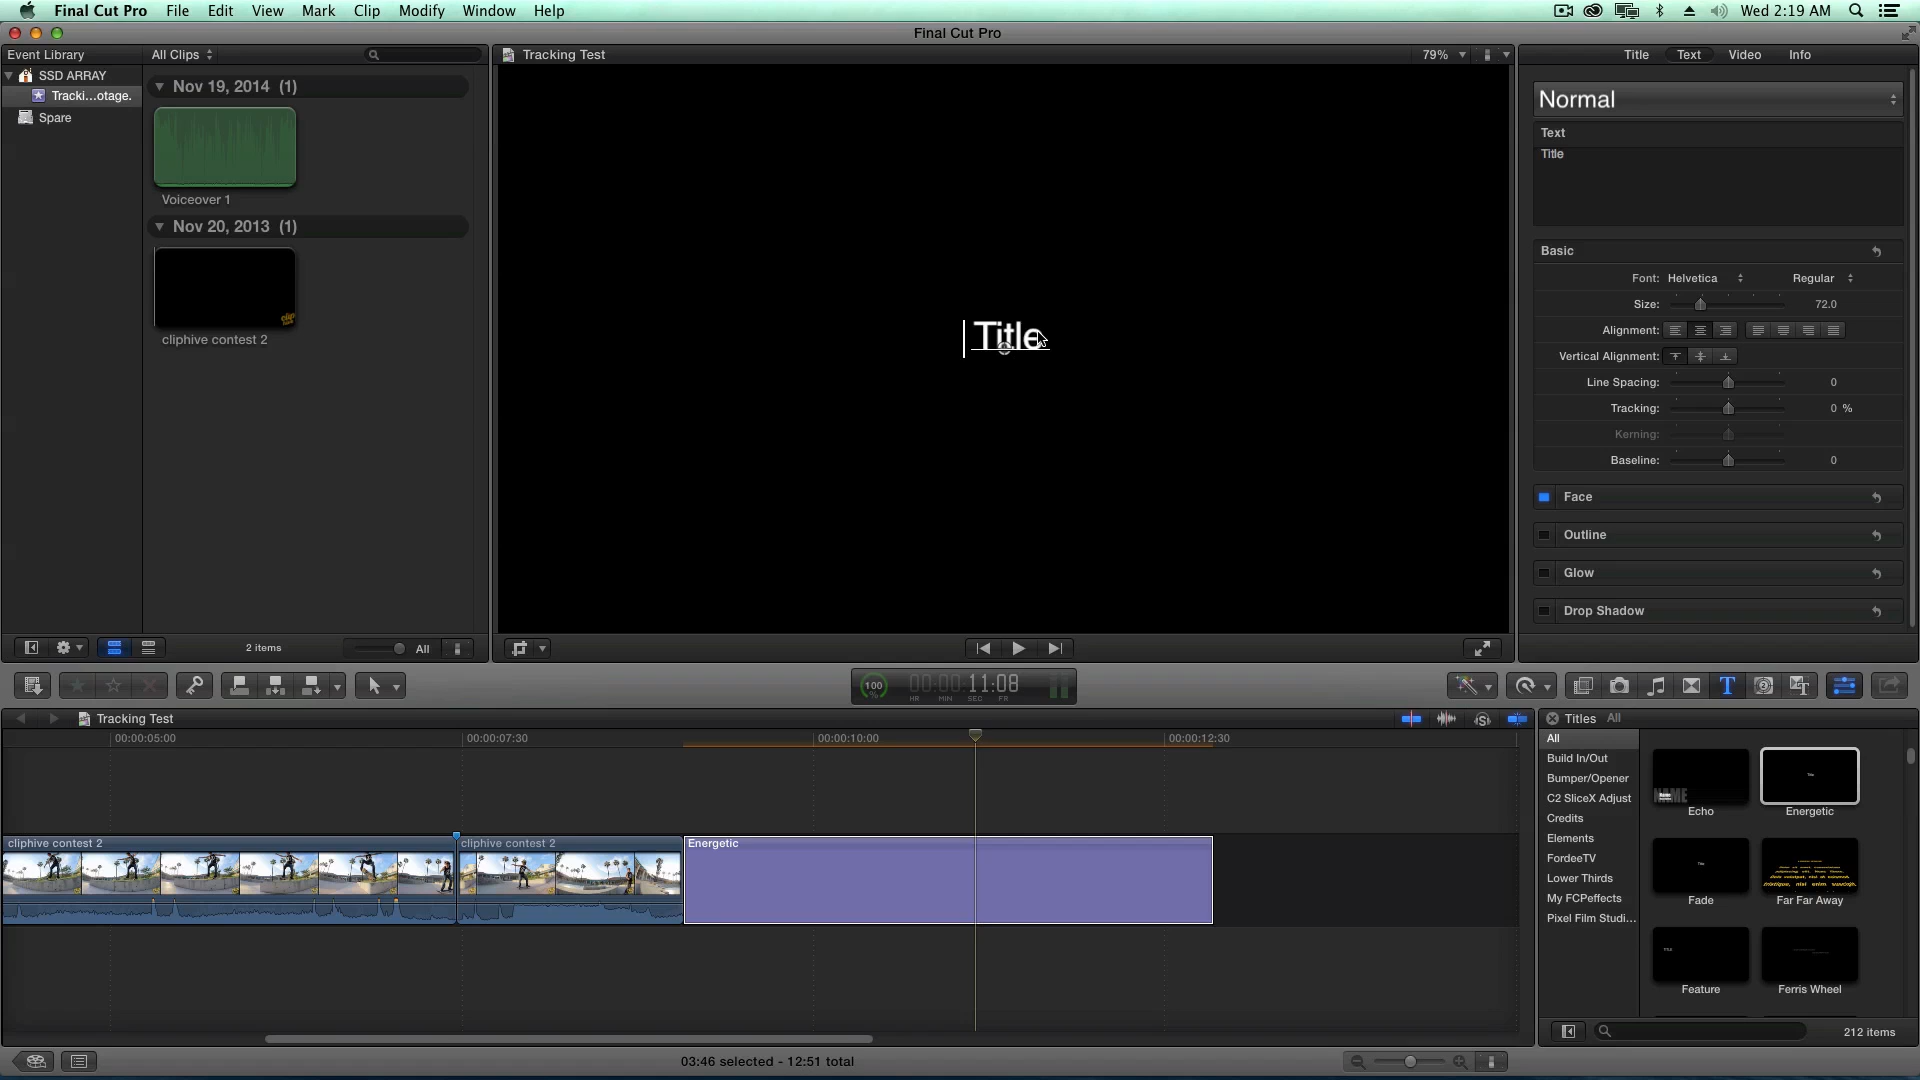 Final Cut Pro File Edit View Mark Clip Modify Window Help
Wed 2:19 AM
Final Cut Pro
Event Library
All Clips
SSD ARRAY
Tracki...otage.
Spare
Nov 19, 2014 (1)
Voiceover 1
Nov 20, 2013 (1)
cliphive contest 2
2 items
All
Tracking Test
79%
Title
Title Text Video Info
Normal
Text
Title
Basic
Font: Helvetica Regular
Size: 72.0
Alignment:
Vertical Alignment:
Line Spacing: 0
Tracking: 0 %
Kerning:
Baseline: 0
Face
Outline
Glow
Drop Shadow
100 %
00:00:11:08
HR MIN SEC FR
Tracking Test
00:00:05:00 00:00:07:30 00:00:10:00 00:00:12:30
cliphive contest 2
cliphive contest 2
Energetic
Titles All
All
Build In/Out
Bumper/Opener
C2 SliceX Adjust
Credits
Elements
FordeeTV
Lower Thirds
My FCPeffects
Pixel Film Studi...
NAME
Echo
Title
Energetic
Title
Fade
Far Far Away
TITLE
Feature
Ferris Wheel
212 items
03:46 selected - 12:51 total